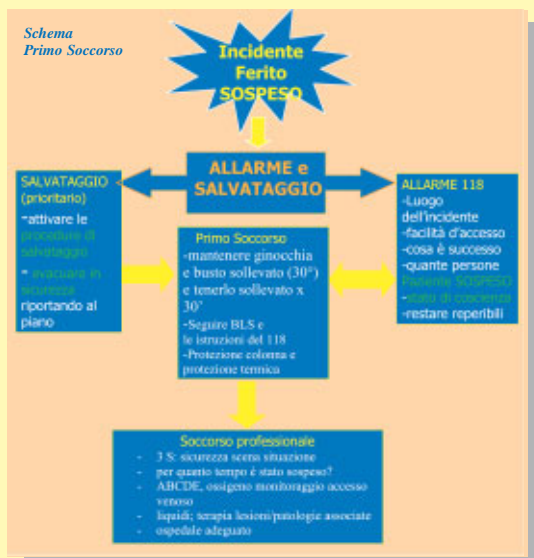 Schema
Primo Soccorso
Incidente
Ferito
SOSPESO
ALLARME e
SALVATAGGIO
SALVATAGGIO
(prioritario)
-attivare le
procedure di
salvataggio
- evacuare in
sicurezza
riportando al
piano
Primo Soccorso
-mantenere ginocchia
e busto sollevato (30°)
e tenerlo sollevato x
30'
-Seguire BLS e
le istruzioni del 118
-Protezione colonna e
protezione termica
ALLARME 118
-Luogo
dell'incidente
-facilità d'accesso
-cosa è successo
-quante persone
Paziente SOSPESO
-stato di coscienza
-restare reperibili
Soccorso professionale
- 3 S: sicurezza scena situazione
- per quanto tempo è stato sospeso?
- ABCDE, ossigeno monitoraggio accesso
venoso
- liquidi; terapia lesioni/patologie associate
- ospedale adeguato